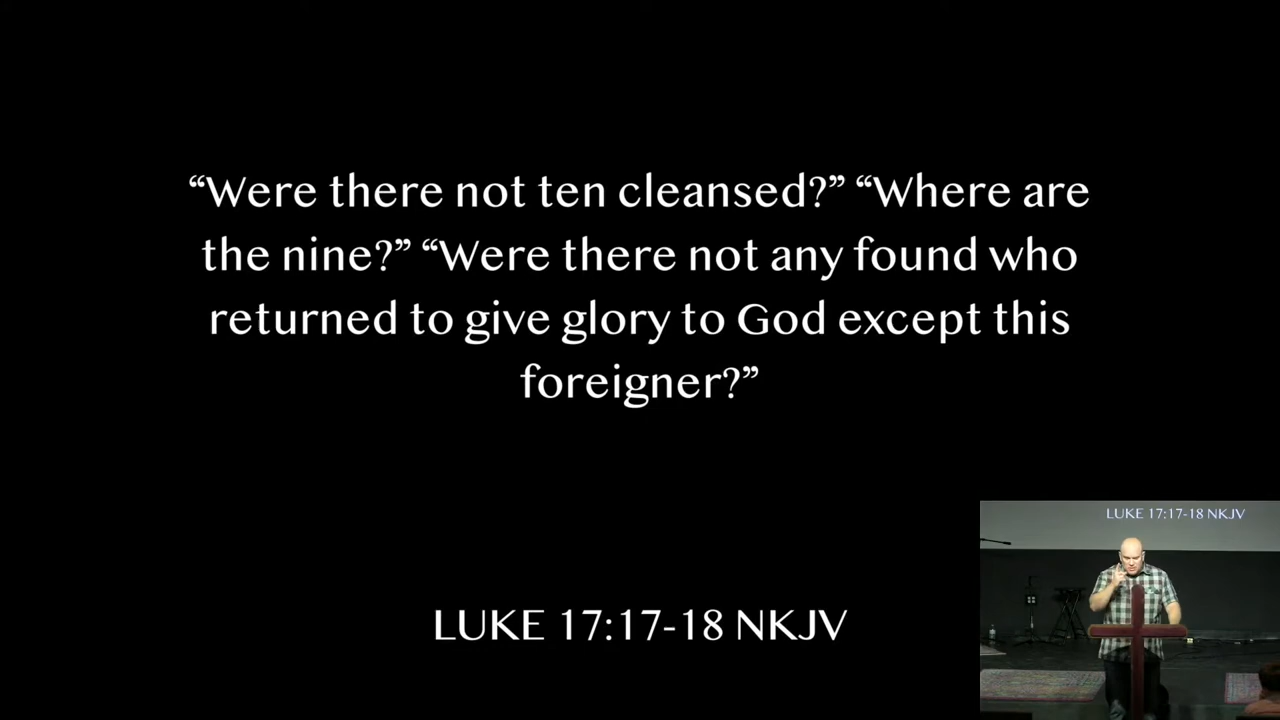 “Were there not ten cleansed?” “Where are
the nine?” “Were there not any found who
returned to give glory to God except this
foreigner?”
LUKE 17:17-18 NKJV
LUKE 17:17-18 NKJV